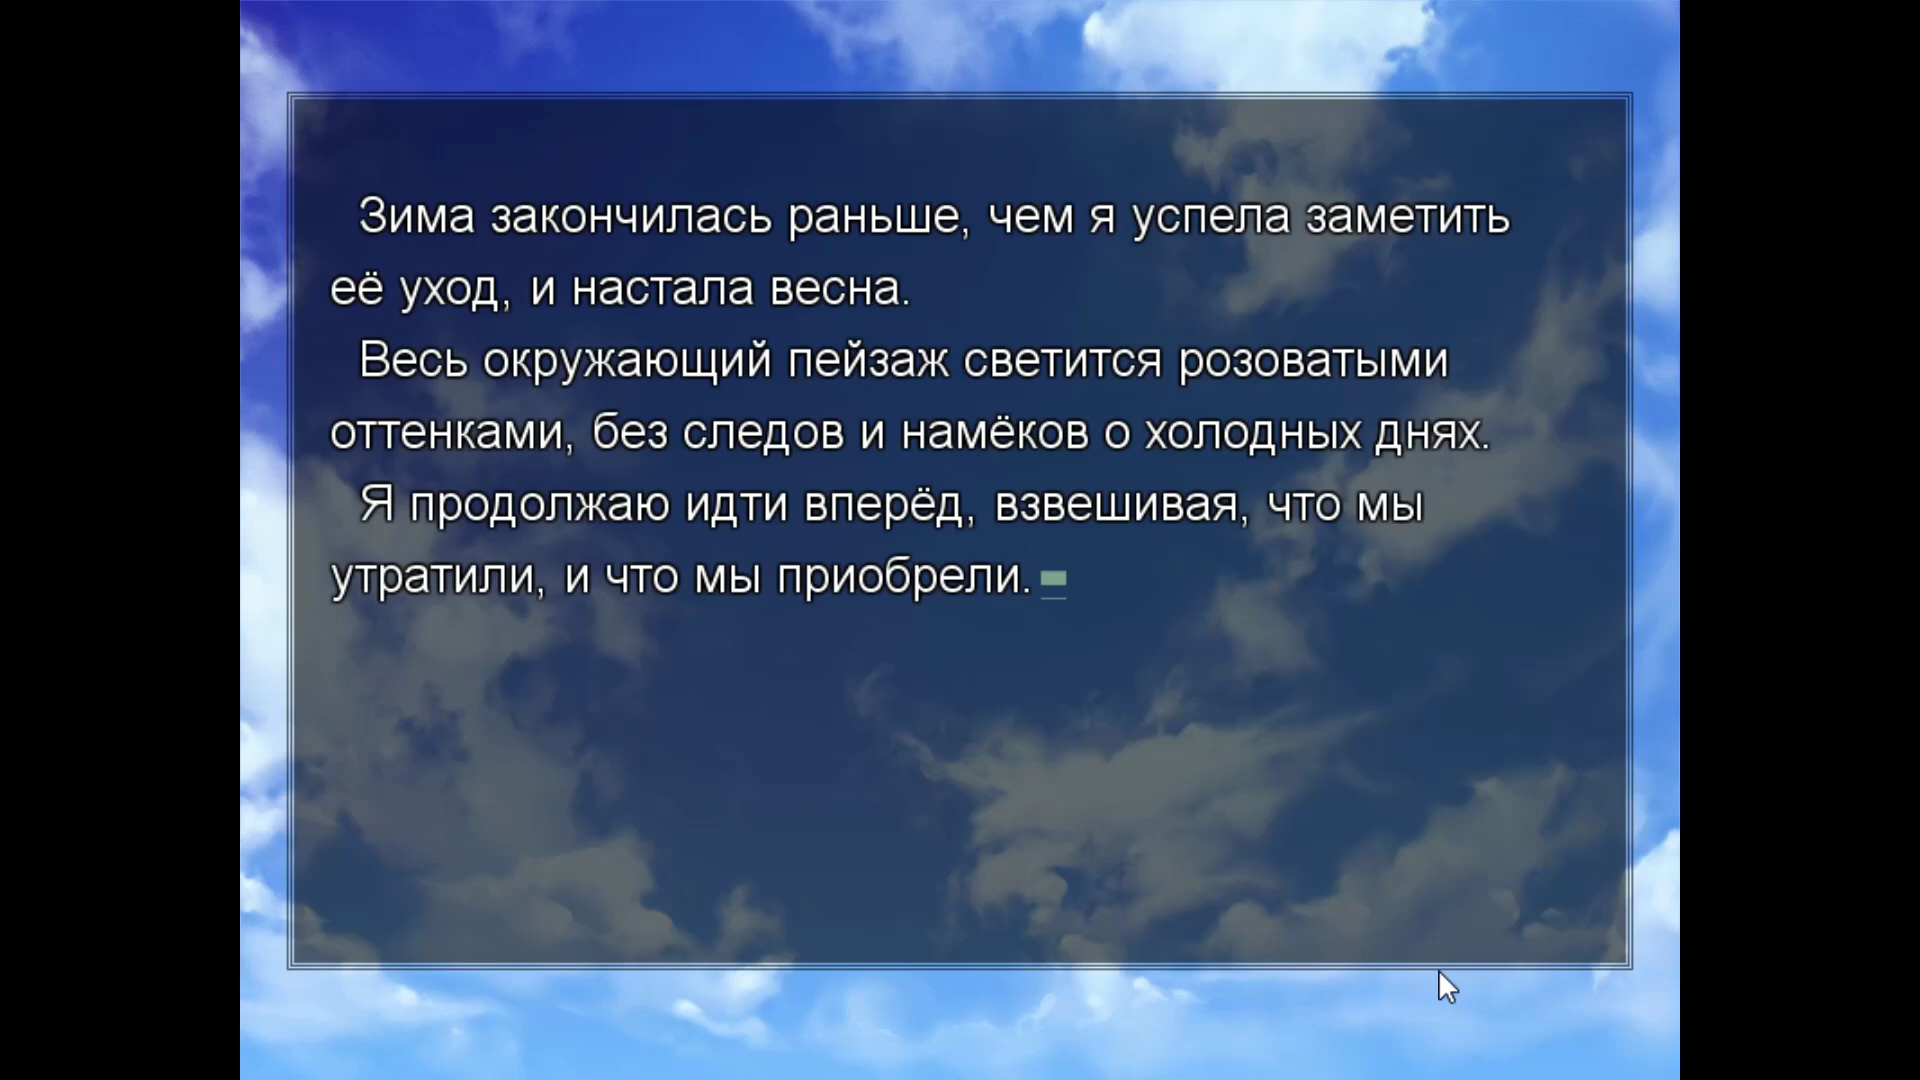 Зима закончилась раньше, чем я успела заметить
её уход, и настала весна.
Весь окружающий пейзаж светится розоватыми
оттенками, без следов и намёков о холодных днях.
Я продолжаю идти вперёд, взвешивая, что мы
утратили, и что мы приобрели.